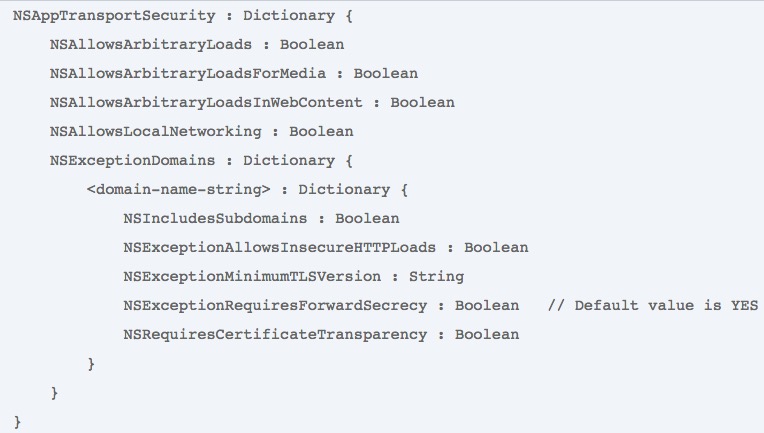 NSAppTransportSecurity : Dictionary {
NSAllowsArbitraryLoads : Boolean
NSAllowsArbitraryLoadsForMedia : Boolean
NSAllowsArbitraryLoadsInWebContent : Boolean
NSAllowsLocalNetworking : Boolean
NSExceptionDomains : Dictionary {
<domain-name-string> : Dictionary {
NSIncludesSubdomains : Boolean
NSExceptionAllowsInsecureHTTPLoads : Boolean
NSExceptionMinimumTLSVersion : String
NSExceptionRequiresForwardSecrecy : Boolean // Default value is YES
NSRequiresCertificateTransparency : Boolean
}
}
}